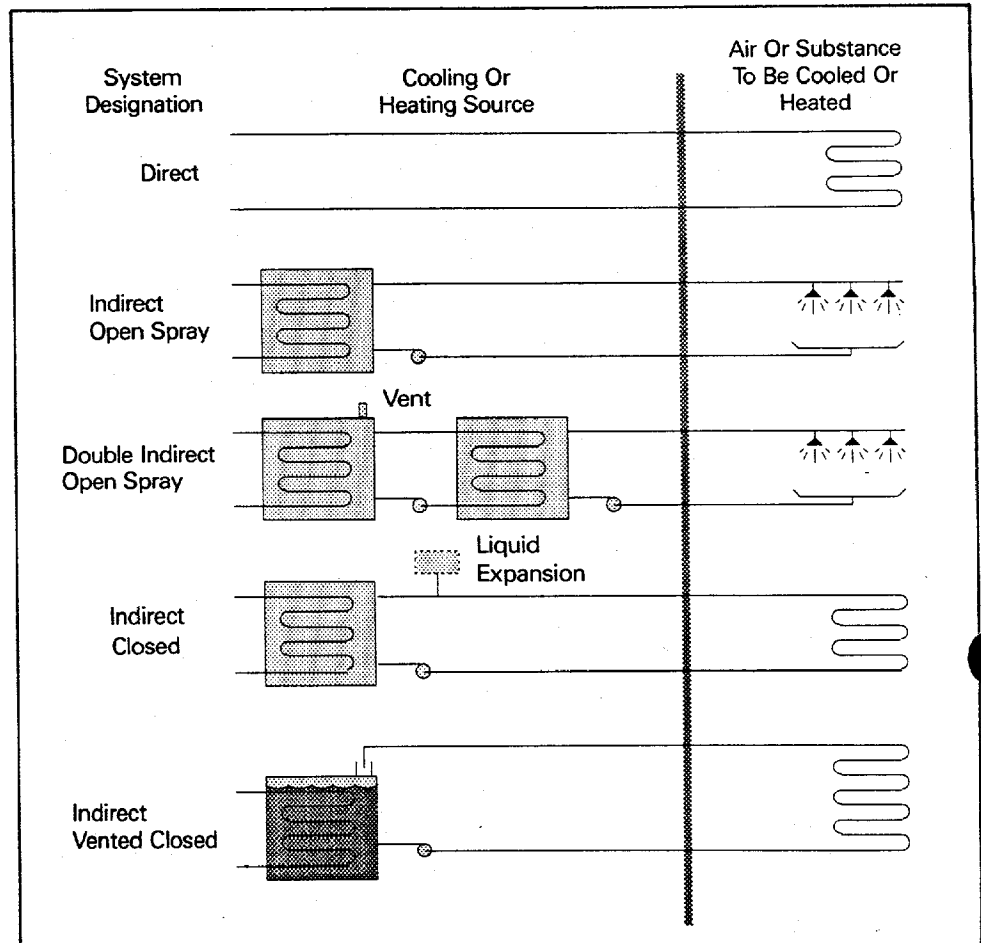 System
Designation
Cooling Or
Heating Source
Air Or Substance
To Be Cooled Or
Heated
Direct
Indirect
Open Spray
Vent
Double Indirect
Open Spray
Liquid
Expansion
Indirect
Closed
Indirect
Vented Closed